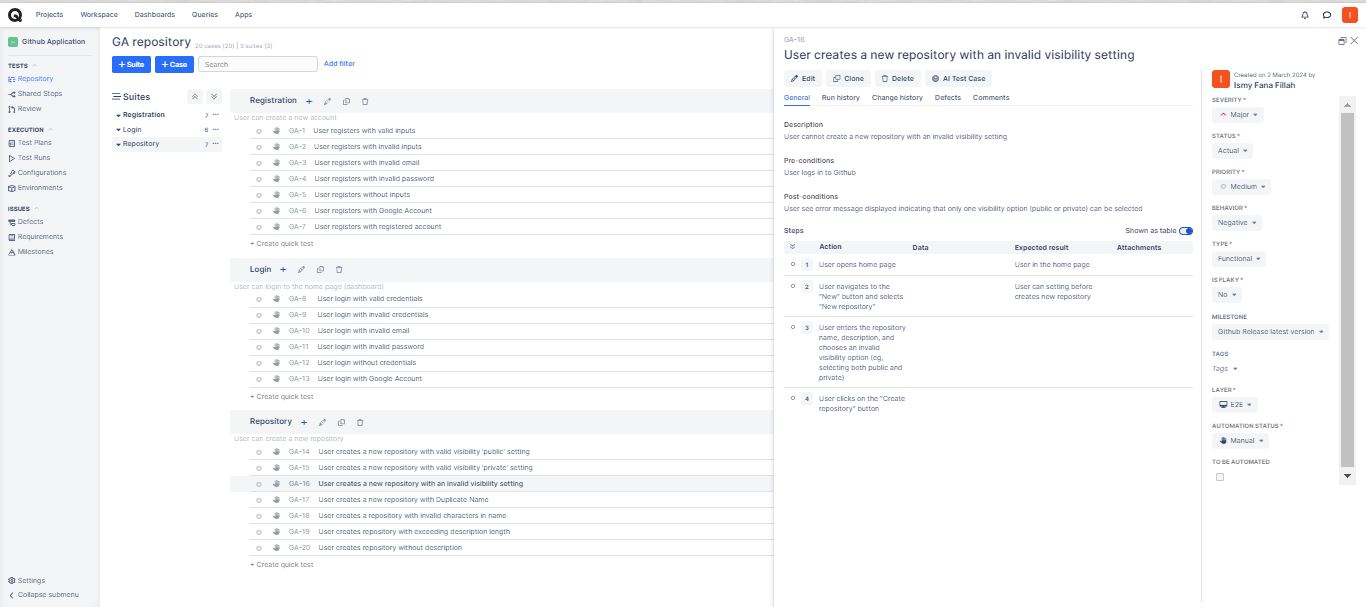 Projects Workspace Dashboards Queries Apps
Github Application
TESTS
Repository
Shared Steps
Review
EXECUTION
Test Plans
Test Runs
Configurations
Environments
ISSUES
Defects
Requirements
Milestones
Settings
Collapse submenu
GA repository 20 cases (20) | 3 suites (3)
+ Suite + Case Search Add filter
Suites
Registration 7 ···
Login 6 ···
Repository 7 ···
Registration
User can create a new account
GA-1 User registers with valid inputs
GA-2 User registers with invalid inputs
GA-3 User registers with invalid email
GA-4 User registers with invalid password
GA-5 User registers without inputs
GA-6 User registers with Google Account
GA-7 User registers with registered account
+ Create quick test
Login
User can login to the home page (dashboard)
GA-8 User login with valid credentials
GA-9 User login with invalid credentials
GA-10 User login with invalid email
GA-11 User login with invalid password
GA-12 User login without credentials
GA-13 User login with Google Account
+ Create quick test
Repository
User can create a new repository
GA-14 User creates a new repository with valid visibility 'public' setting
GA-15 User creates a new repository with valid visibility 'private' setting
GA-16 User creates a new repository with an invalid visibility setting
GA-17 User creates a new repository with Duplicate Name
GA-18 User creates a repository with invalid characters in name
GA-19 User creates repository with exceeding description length
GA-20 User creates repository without description
+ Create quick test
GA-16
User creates a new repository with an invalid visibility setting
Edit Clone Delete AI Test Case
General Run history Change history Defects Comments
Description
User cannot create a new repository with an invalid visibility setting
Pre-conditions
User logs in to Github
Post-conditions
User see error message displayed indicating that only one visibility option (public or private) can be selected
Steps Shown as table
Action Data Expected result Attachments
1 User opens home page User in the home page
2 User navigates to the User can setting before
"New" button and selects creates new repository
"New repository"
3 User enters the repository
name, description, and
chooses an invalid
visibility option (eg,
selecting both public and
private)
4 User clicks on the "Create
repository" button
I
I
Created on 2 March 2024 by
Ismy Fana Fillah
SEVERITY *
Major
STATUS *
Actual
PRIORITY *
Medium
BEHAVIOR *
Negative
TYPE *
Functional
IS FLAKY *
No
MILESTONE
Github Release latest version
TAGS
Tags
LAYER *
E2E
AUTOMATION STATUS *
Manual
TO BE AUTOMATED